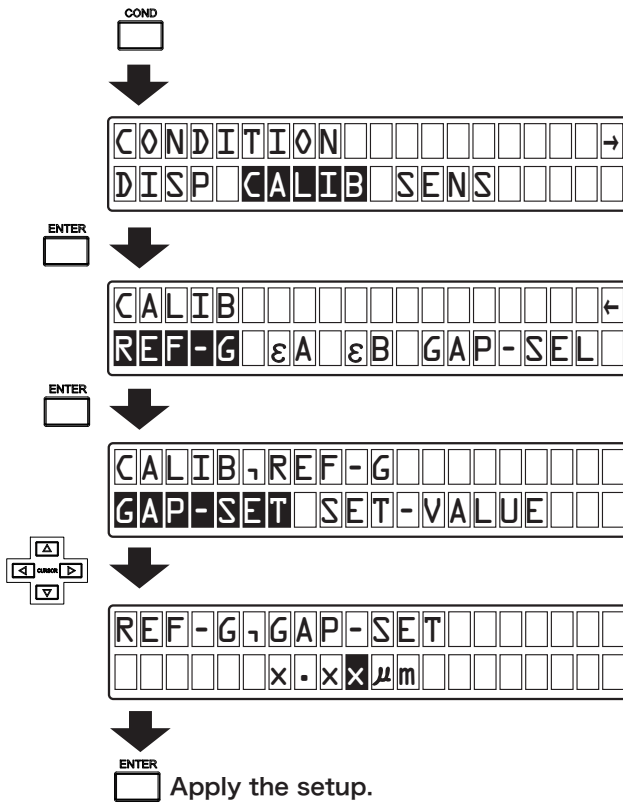 COND
CONDITION →
DISP CALIB SENS
ENTER
CALIB ←
REF-G εA εB GAP-SEL
ENTER
CALIB,REF-G
GAP-SET SET-VALUE
CURSOR
REF-G,GAP-SET
x.xxμm
ENTER
Apply the setup.